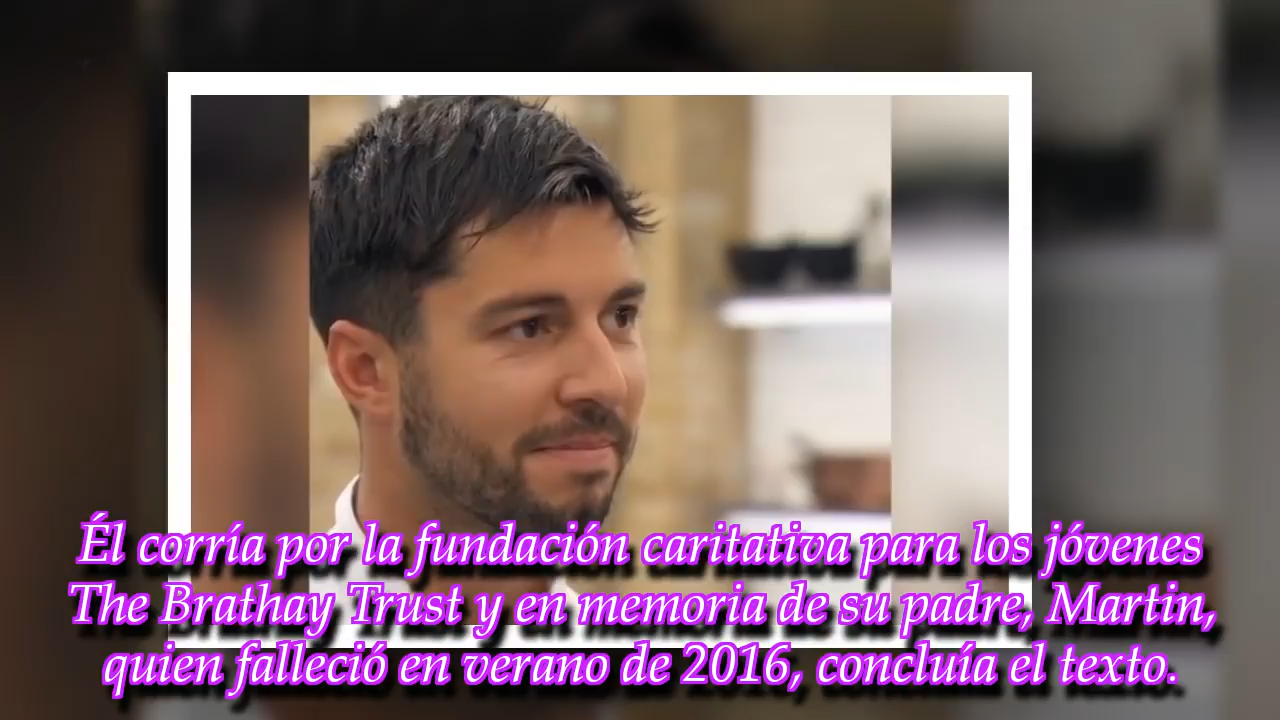 Él corría por la fundación caritativa para los jóvenes
The Brathay Trust y en memoria de su padre, Martin,
quien falleció en verano de 2016, concluía el texto.